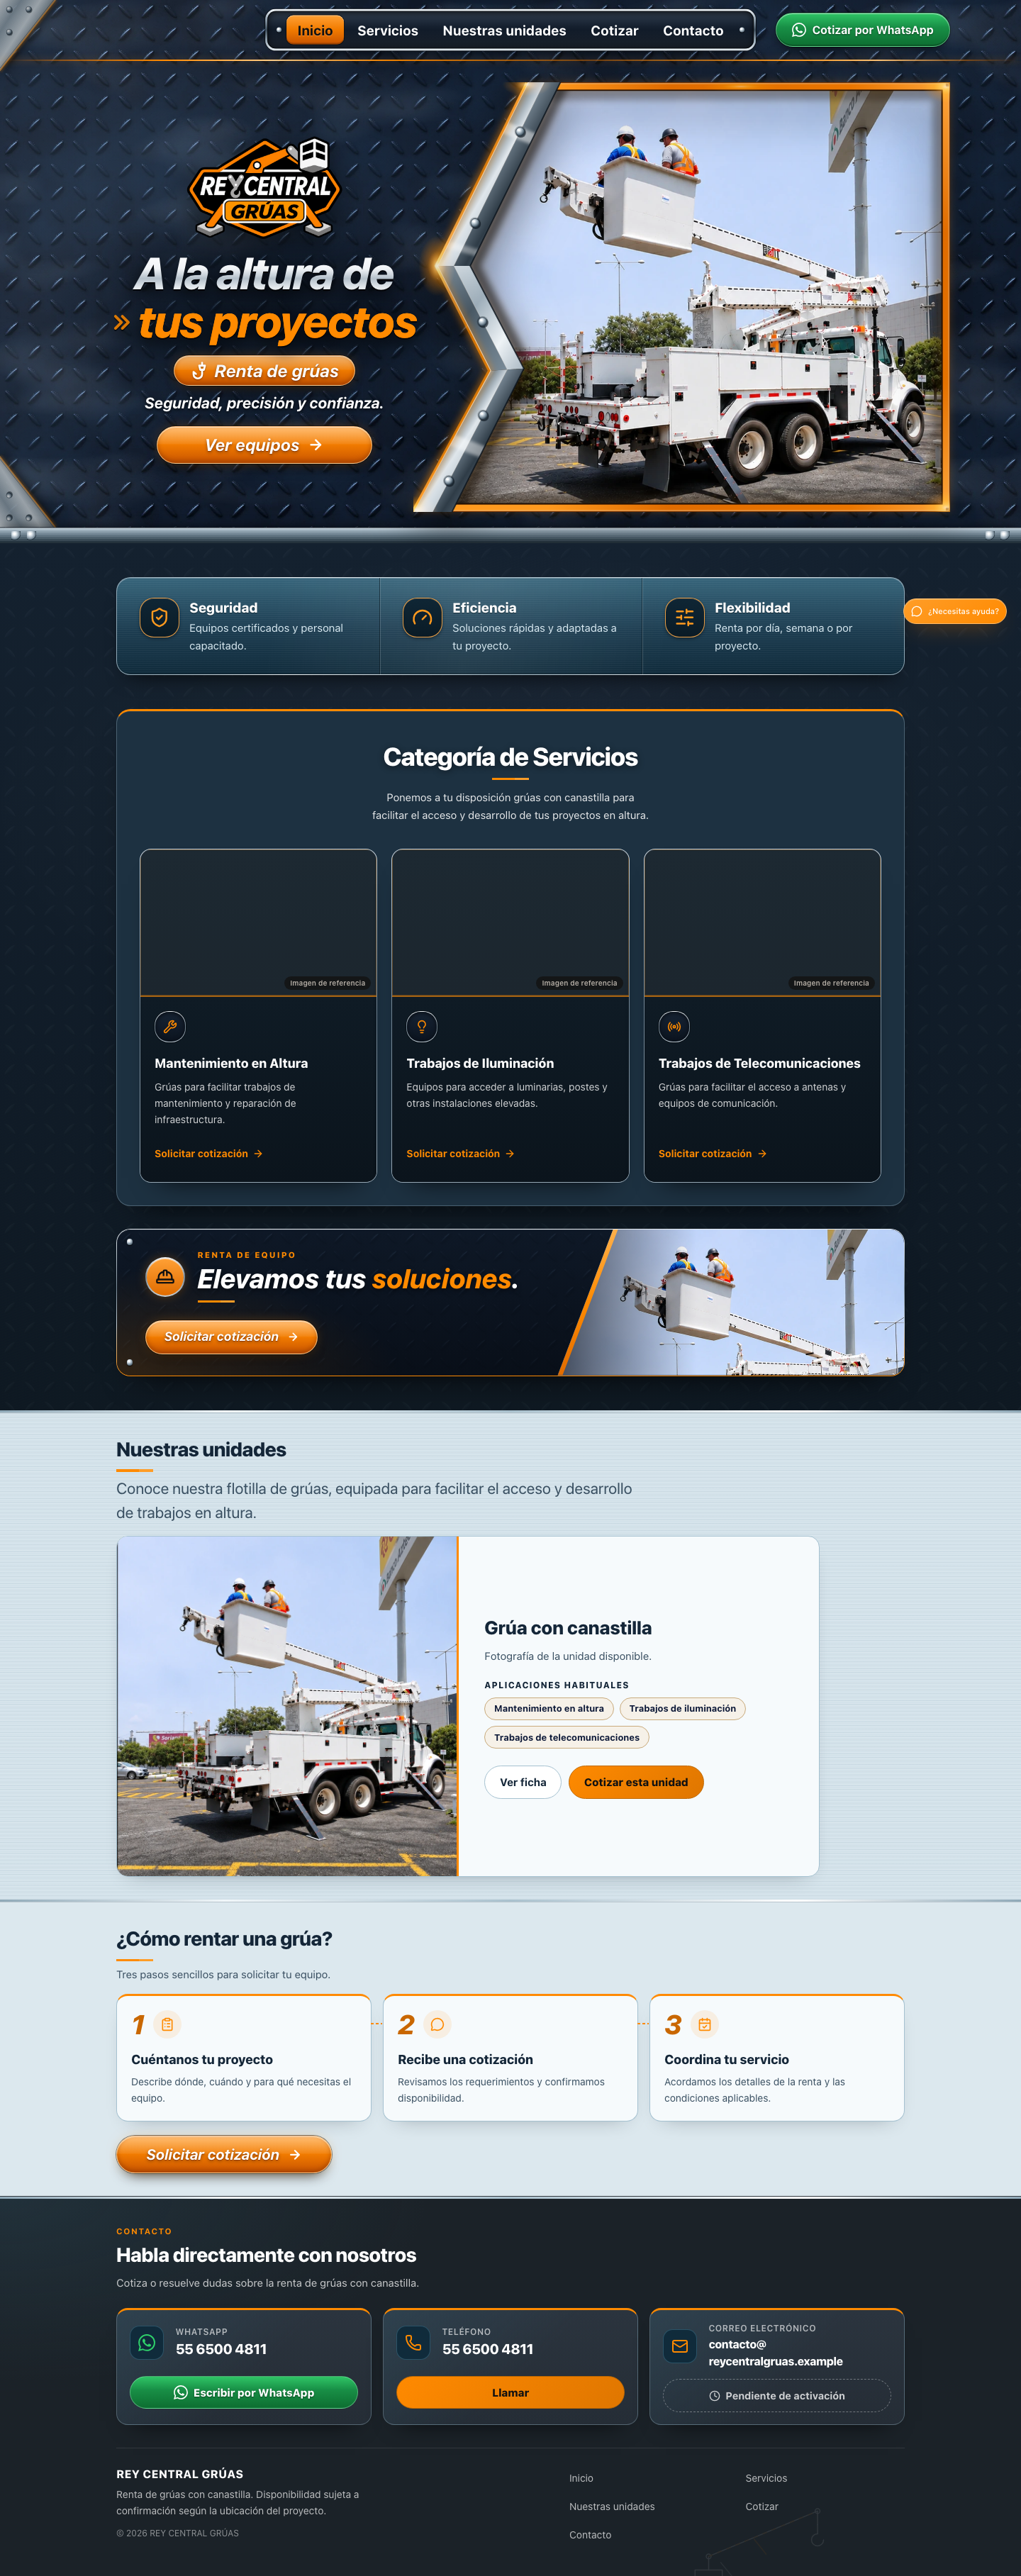 Inicio
Servicios
Nuestras unidades
Cotizar
Contacto
Cotizar por WhatsApp
REY CENTRAL
GRÚAS
A la altura de
tus proyectos
Renta de grúas
Seguridad, precisión y confianza.
Ver equipos
Seguridad
Equipos certificados y personal
capacitado.
Eficiencia
Soluciones rápidas y adaptadas a
tu proyecto.
Flexibilidad
Renta por día, semana o por
proyecto.
¿Necesitas ayuda?
Categoría de Servicios
Ponemos a tu disposición grúas con canastilla para
facilitar el acceso y desarrollo de tus proyectos en altura.
Imagen de referencia
Imagen de referencia
Imagen de referencia
Mantenimiento en Altura
Grúas para facilitar trabajos de
mantenimiento y reparación de
infraestructura.
Solicitar cotización
Trabajos de Iluminación
Equipos para acceder a luminarias, postes y
otras instalaciones elevadas.
Solicitar cotización
Trabajos de Telecomunicaciones
Grúas para facilitar el acceso a antenas y
equipos de comunicación.
Solicitar cotización
RENTA DE EQUIPO
Elevamos tus soluciones.
Solicitar cotización
Nuestras unidades
Conoce nuestra flotilla de grúas, equipada para facilitar el acceso y desarrollo
de trabajos en altura.
Grúa con canastilla
Fotografía de la unidad disponible.
APLICACIONES HABITUALES
Mantenimiento en altura
Trabajos de iluminación
Trabajos de telecomunicaciones
Ver ficha
Cotizar esta unidad
¿Cómo rentar una grúa?
Tres pasos sencillos para solicitar tu equipo.
1
Cuéntanos tu proyecto
Describe dónde, cuándo y para qué necesitas el
equipo.
2
Recibe una cotización
Revisamos los requerimientos y confirmamos
disponibilidad.
3
Coordina tu servicio
Acordamos los detalles de la renta y las
condiciones aplicables.
Solicitar cotización
CONTACTO
Habla directamente con nosotros
Cotiza o resuelve dudas sobre la renta de grúas con canastilla.
WHATSAPP
55 6500 4811
Escribir por WhatsApp
TELÉFONO
55 6500 4811
Llamar
CORREO ELECTRÓNICO
contacto@
reycentralgruas.example
Pendiente de activación
REY CENTRAL GRÚAS
Renta de grúas con canastilla. Disponibilidad sujeta a
confirmación según la ubicación del proyecto.
© 2026 REY CENTRAL GRÚAS
Inicio
Servicios
Nuestras unidades
Cotizar
Contacto